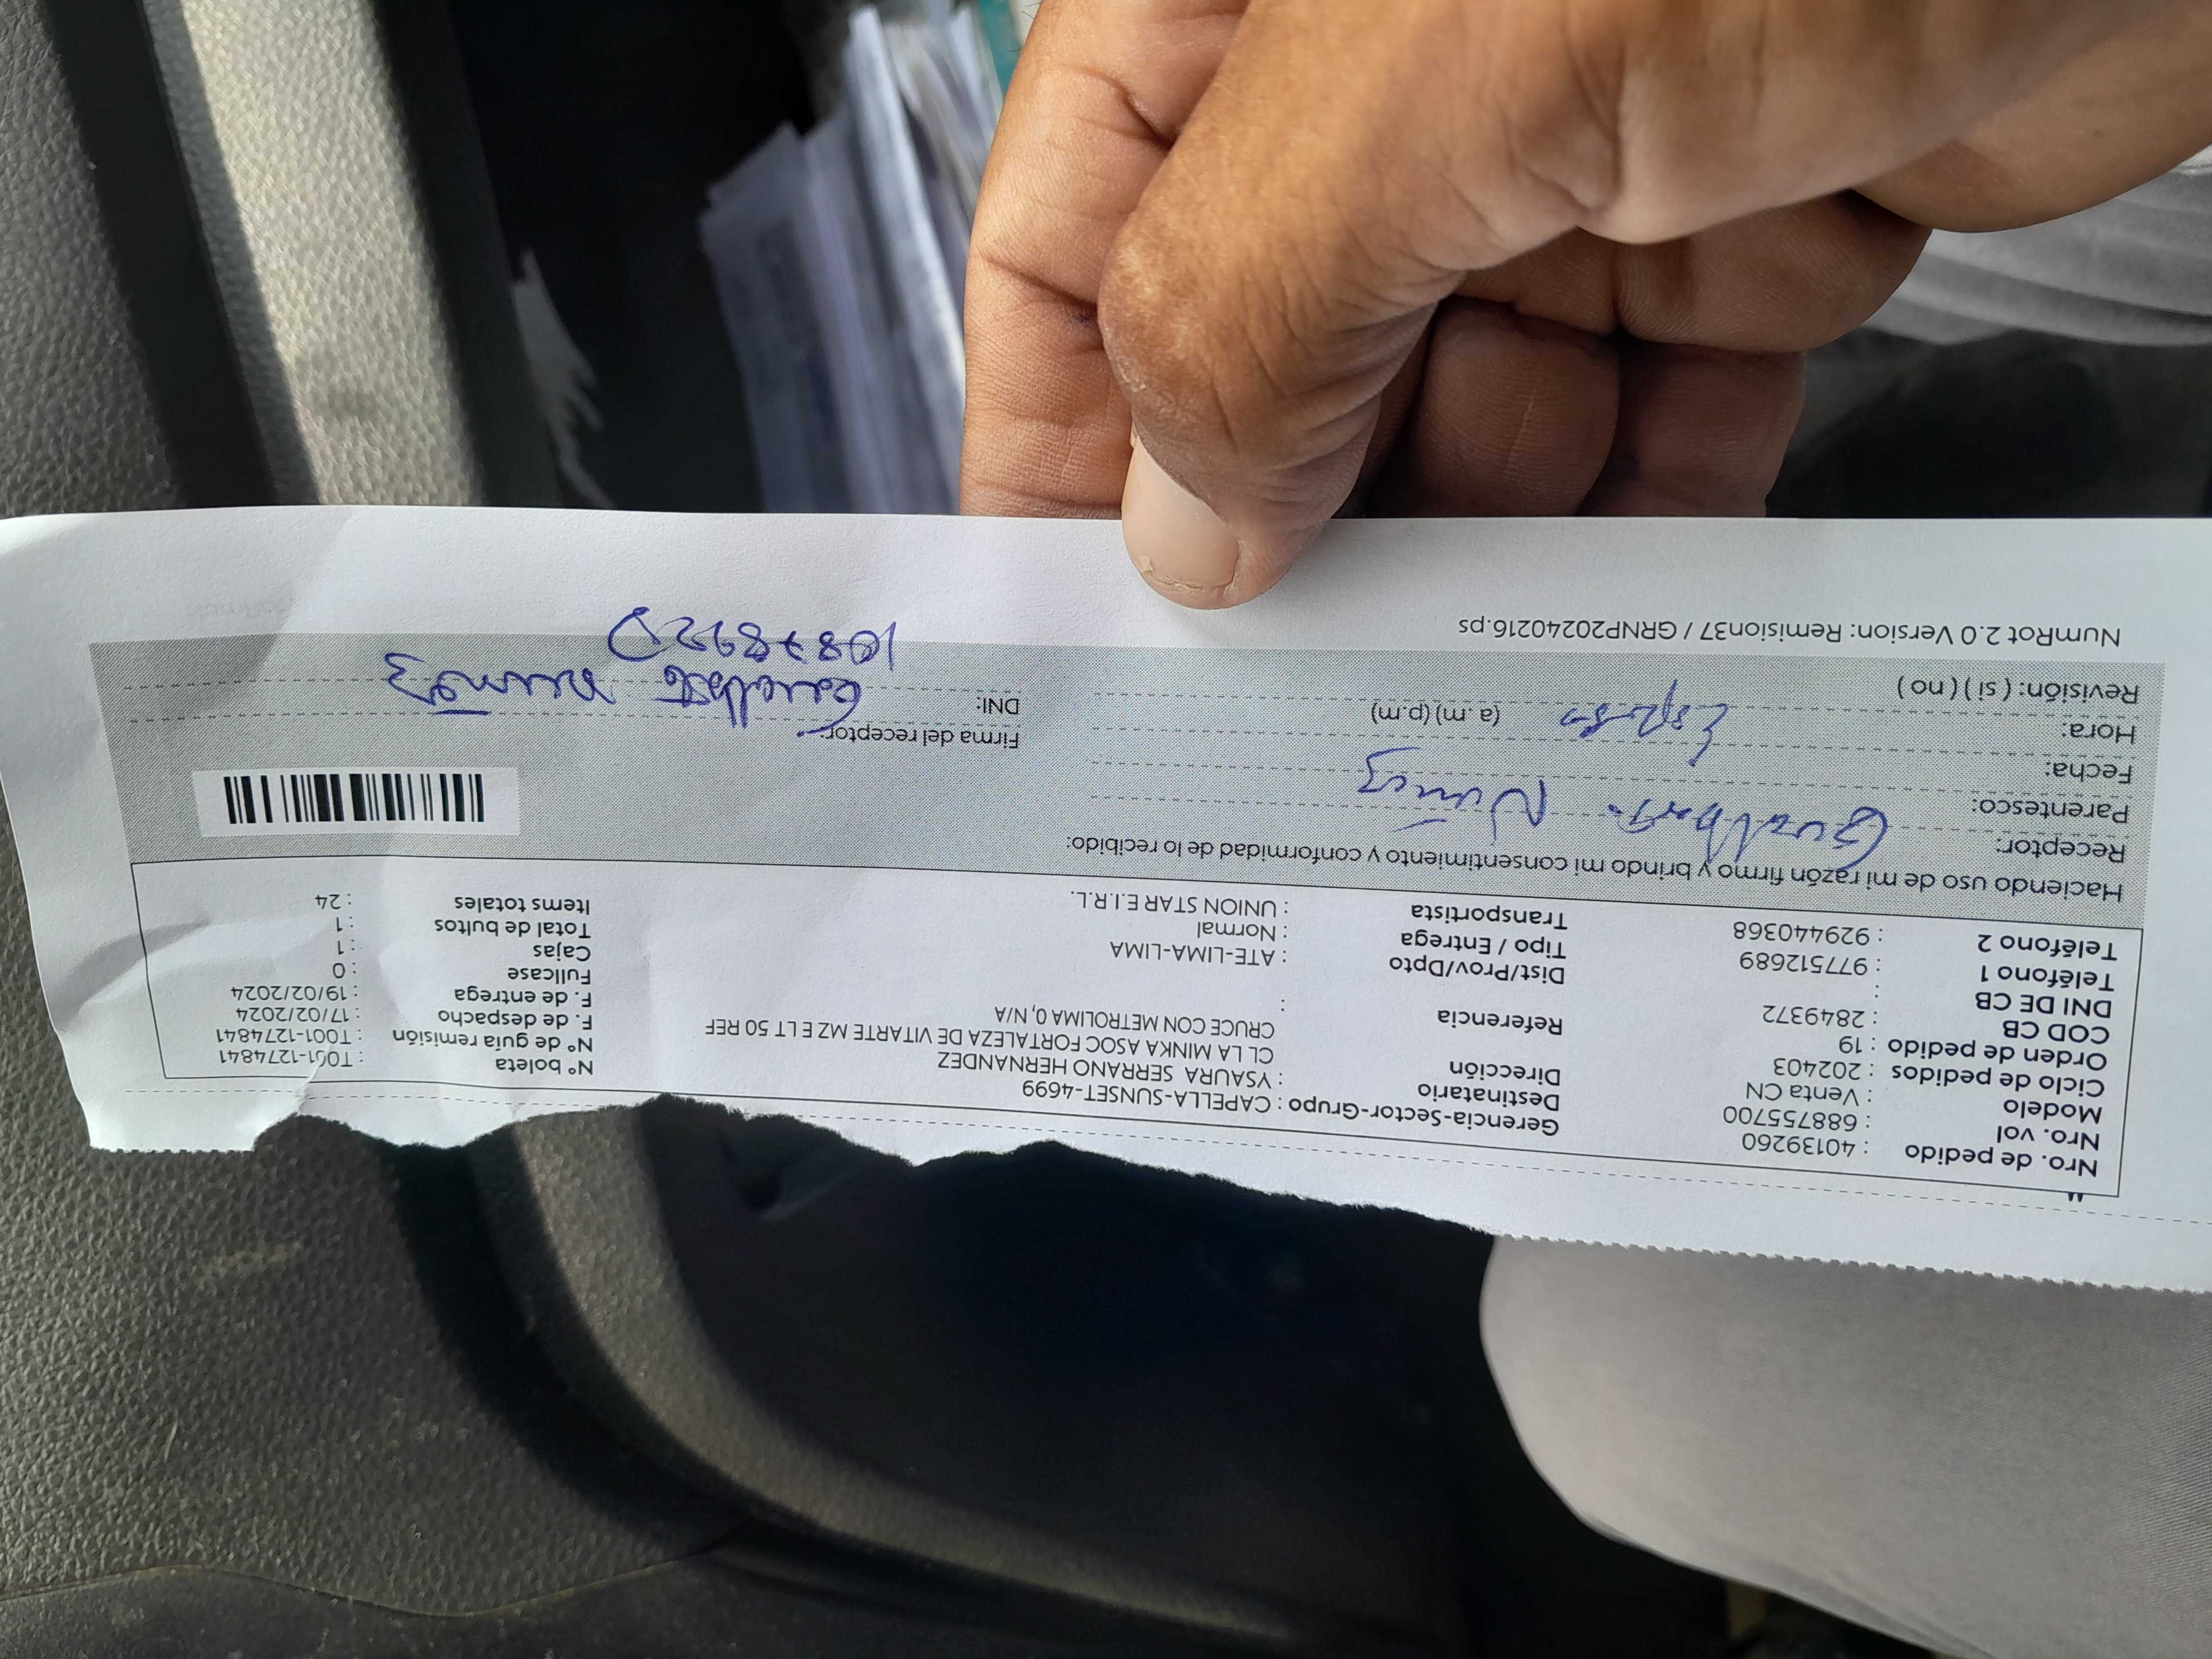 Nro. de pedido : 40139260
Nro. vol : 688755700
Modelo : Venta CN
Ciclo de pedidos : 202403
Orden de pedido : 19
COD CB : 2849372
DNI DE CB :
Teléfono 1 : 977512689
Teléfono 2 : 929440368
Gerencia-Sector-Grupo : CAPELLA-SUNSET-4699
Destinatario : YSAURA SERRANO HERNANDEZ
Dirección CL LA MINKA ASOC FORTALEZA DE VITARTE MZ E LT 50 REF
CRUCE CON METROLIMA 0, N/A
Referencia :
Dist/Prov/Dpto : ATE-LIMA-LIMA
Tipo / Entrega : Normal
Transportista : UNION STAR E.I.R.L.
N° boleta : T001-1274841
N° de guía remisión : T001-1274841
F. de despacho : 17/02/2024
F. de entrega : 19/02/2024
Fullcase : 0
Cajas : 1
Total de bultos : 1
Items totales : 24
Haciendo uso de mi razón firmo y brindo mi consentimiento y conformidad de lo recibido:
Receptor: Nuñez
Parentesco:
Fecha: Esposo
Hora: (a.m) (p.m)
Revisión: ( si ) ( no )
Firma del receptor:
DNI:
NumRot 2.0 Version: Remision37 / GRNP20240216.ps